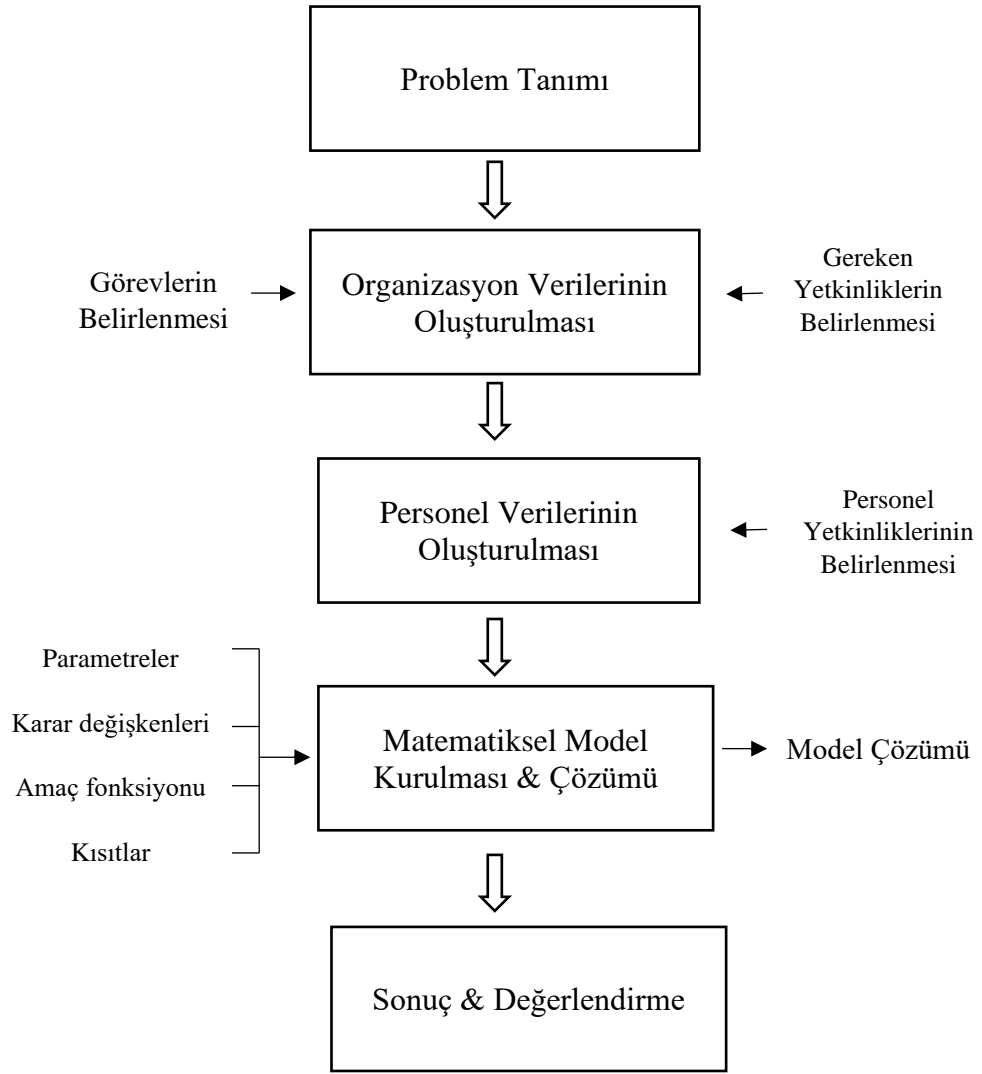 Problem Tanımı
Görevlerin
Belirlenmesi
Organizasyon Verilerinin
Oluşturulması
Gereken
Yetkinliklerin
Belirlenmesi
Personel Verilerinin
Oluşturulması
Personel
Yetkinliklerinin
Belirlenmesi
Parametreler
Karar değişkenleri
Amaç fonksiyonu
Kısıtlar
Matematiksel Model
Kurulması & Çözümü
Model Çözümü
Sonuç & Değerlendirme